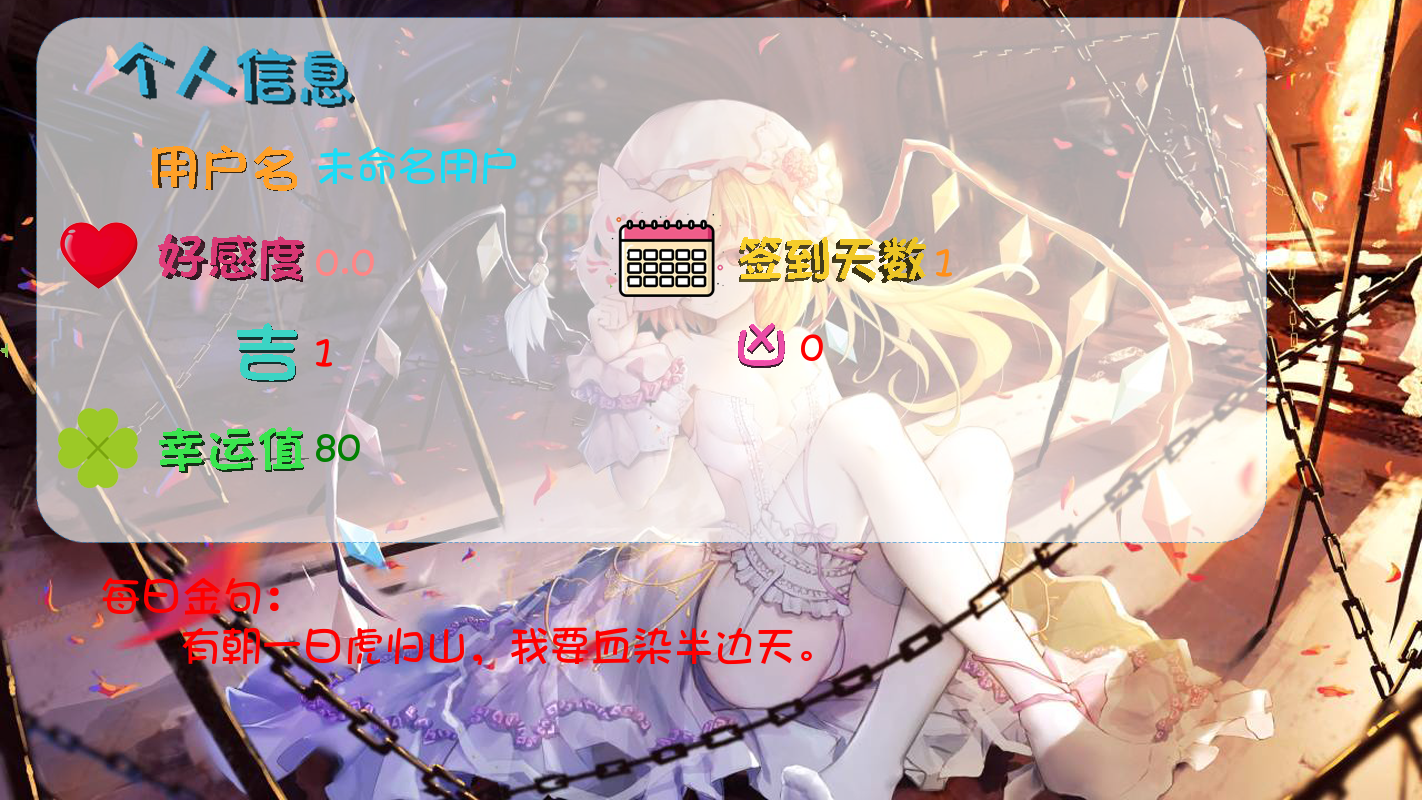 个人信息
用户名 未命名用户
好感度 0.0 签到天数 1
吉 1 凶 0
幸运值 80
每日金句：
有朝一日虎归山，我要血染半边天。